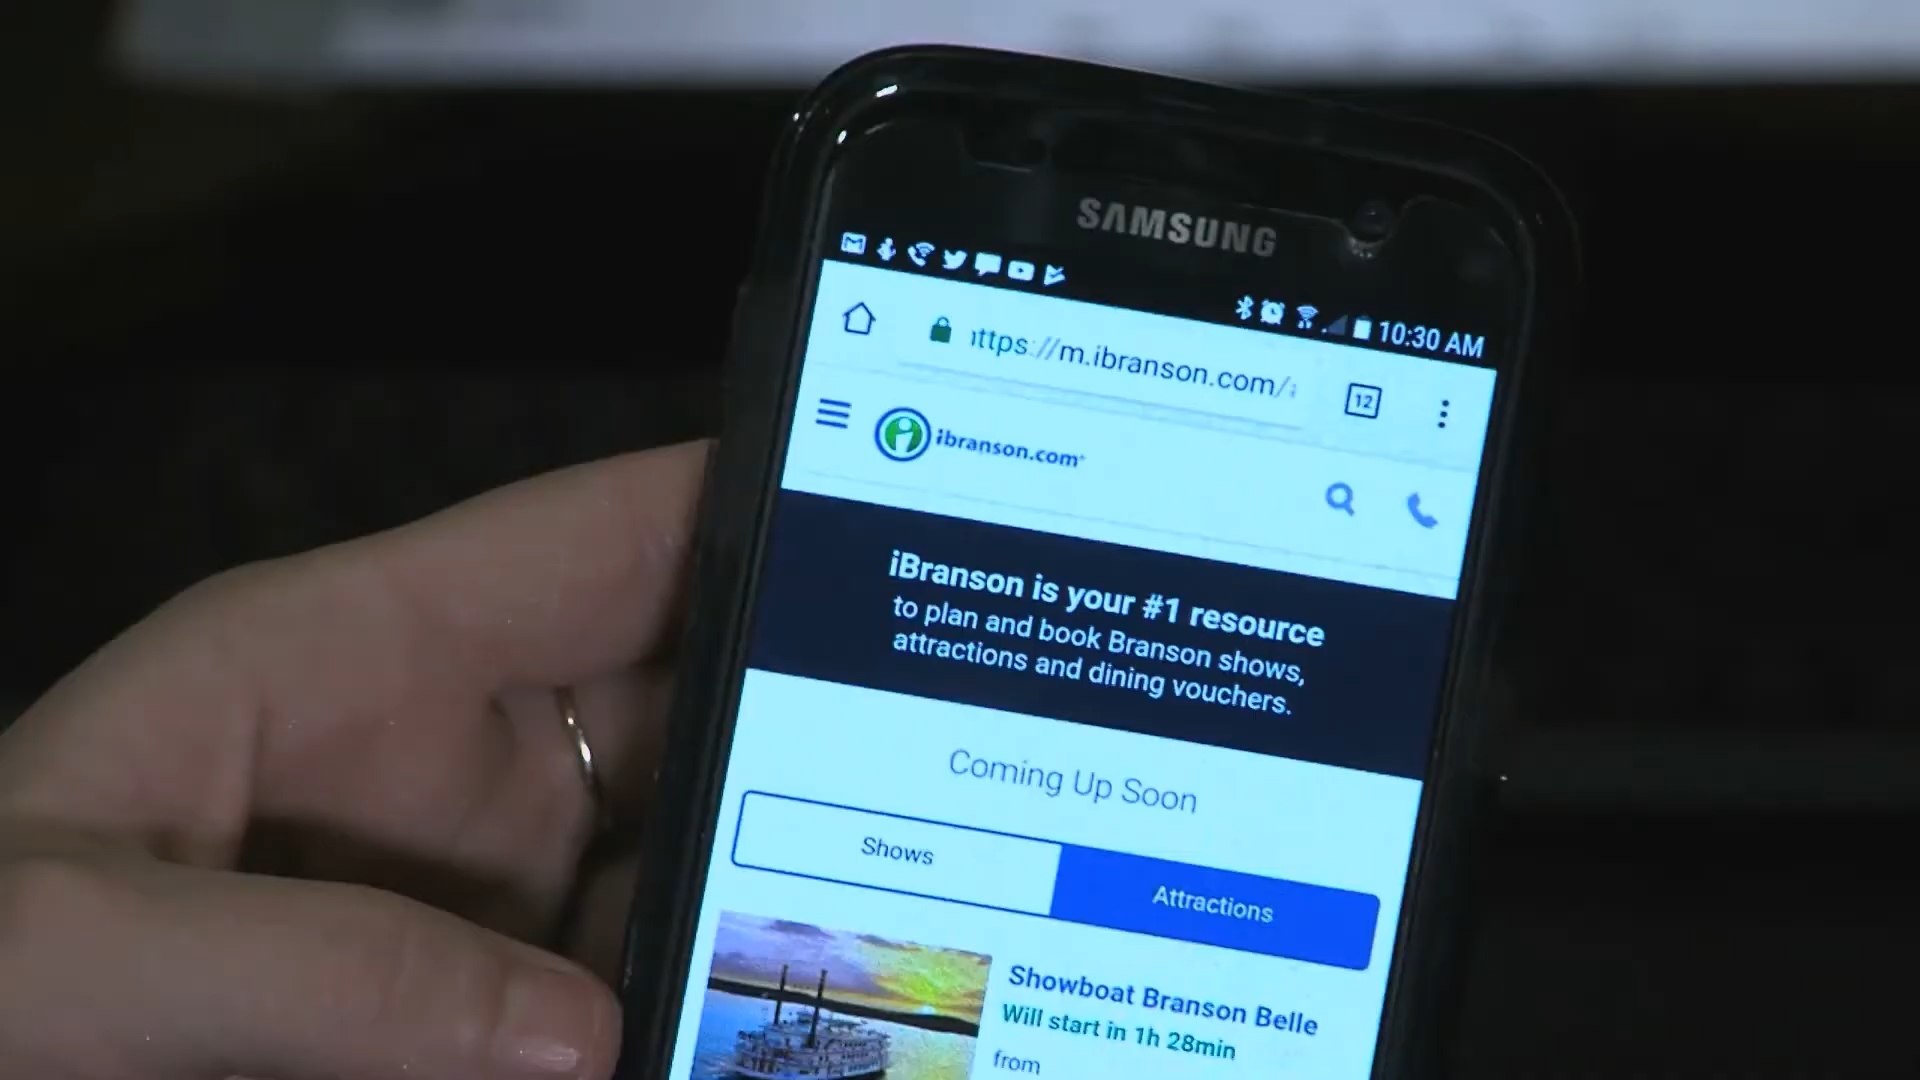 SAMSUNG
10:30 AM
ttps://m.ibranson.com/
12
ibranson.com
iBranson is your #1 resource
to plan and book Branson shows,
attractions and dining vouchers.
Coming Up Soon
Shows
Attractions
Showboat Branson Belle
Will start in 1h 28min
from